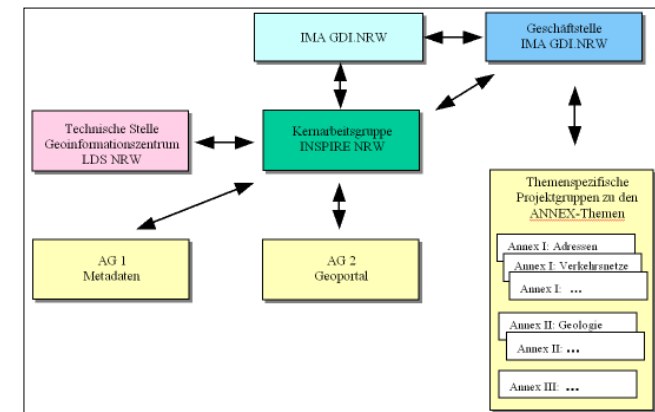 IMA GDI.NRW
Geschäftstelle
IMA GDI.NRW
Technische Stelle
Geoinformationszentrum
LDS NRW
Kernarbeitsgruppe
INSPIRE NRW
Themenspezifische
Projektgruppen zu den
ANNEX-Themen
AG 1
Metadaten
AG 2
Geoportal
Annex I: Adressen
Annex I: Verkehrsnetze
Annex I: ...
Annex II: Geologie
Annex II: ...
Annex III: ...